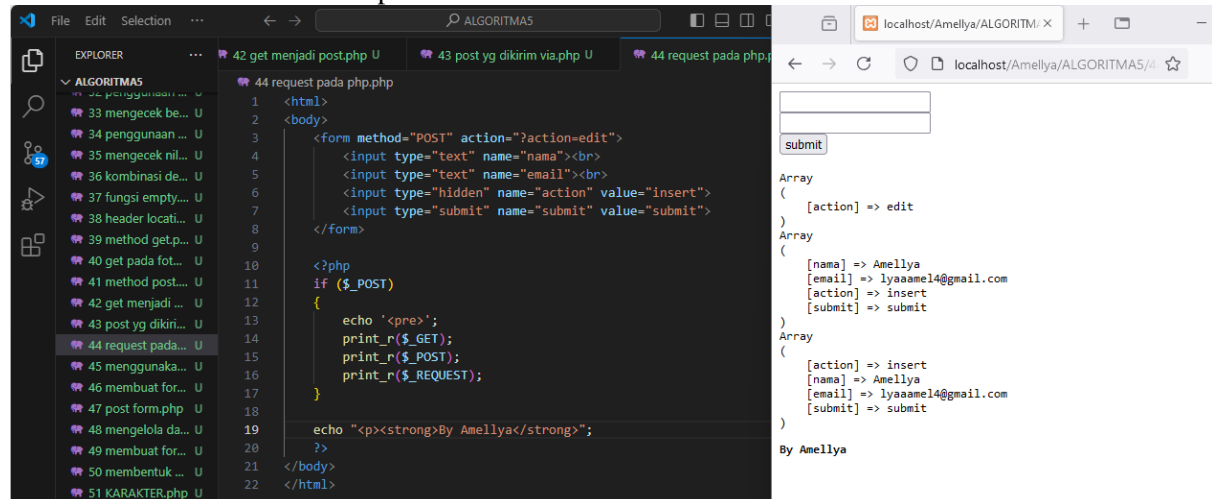 File Edit Selection ···
ALGORITMA5
EXPLORER ···
ALGORITMA5
33 mengecek be... U
34 penggunaan ... U
35 mengecek nil... U
36 kombinasi de... U
37 fungsi empty.... U
38 header locati... U
39 method get.p... U
40 get pada fot... U
41 method post.... U
42 get menjadi ... U
43 post yg dikiri... U
44 request pada... U
45 menggunaka... U
46 membuat for... U
47 post form.php U
48 mengelola da... U
49 membuat for... U
50 membentuk ... U
51 KARAKTER.php U
57
42 get menjadi post.php U
43 post yg dikirim via.php U
44 request pada php.p
44 request pada php.php
1 <html>
2 <body>
3 <form method="POST" action="?action=edit">
4 <input type="text" name="nama"><br>
5 <input type="text" name="email"><br>
6 <input type="hidden" name="action" value="insert">
7 <input type="submit" name="submit" value="submit">
8 </form>
9
10 <?php
11 if ($_POST)
12 {
13 echo '<pre>';
14 print_r($_GET);
15 print_r($_POST);
16 print_r($_REQUEST);
17 }
18
19 echo "<p><strong>By Amellya</strong>";
20 ?>
21 </body>
22 </html>
localhost/Amellya/ALGORITM
localhost/Amellya/ALGORITMA5/4
submit
Array
(
[action] => edit
)
Array
(
[nama] => Amellya
[email] => lyaaamel4@gmail.com
[action] => insert
[submit] => submit
)
Array
(
[action] => insert
[nama] => Amellya
[email] => lyaaamel4@gmail.com
[submit] => submit
)
By Amellya